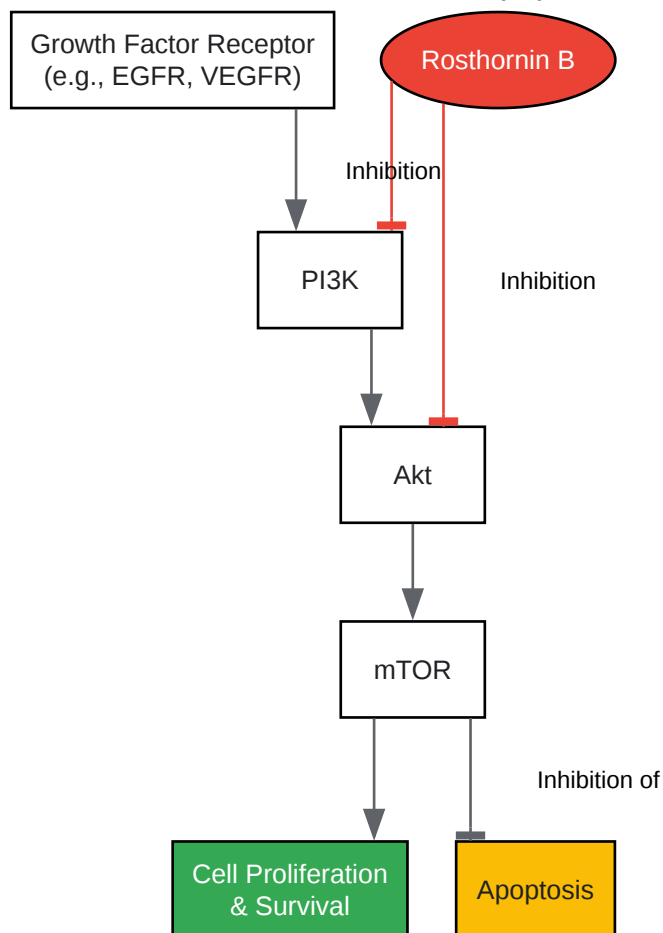 Growth Factor Receptor
(e.g., EGFR, VEGFR)
Rosthornin B
Inhibition
PI3K
Inhibition
Akt
mTOR
Inhibition of
Cell Proliferation
& Survival
Apoptosis